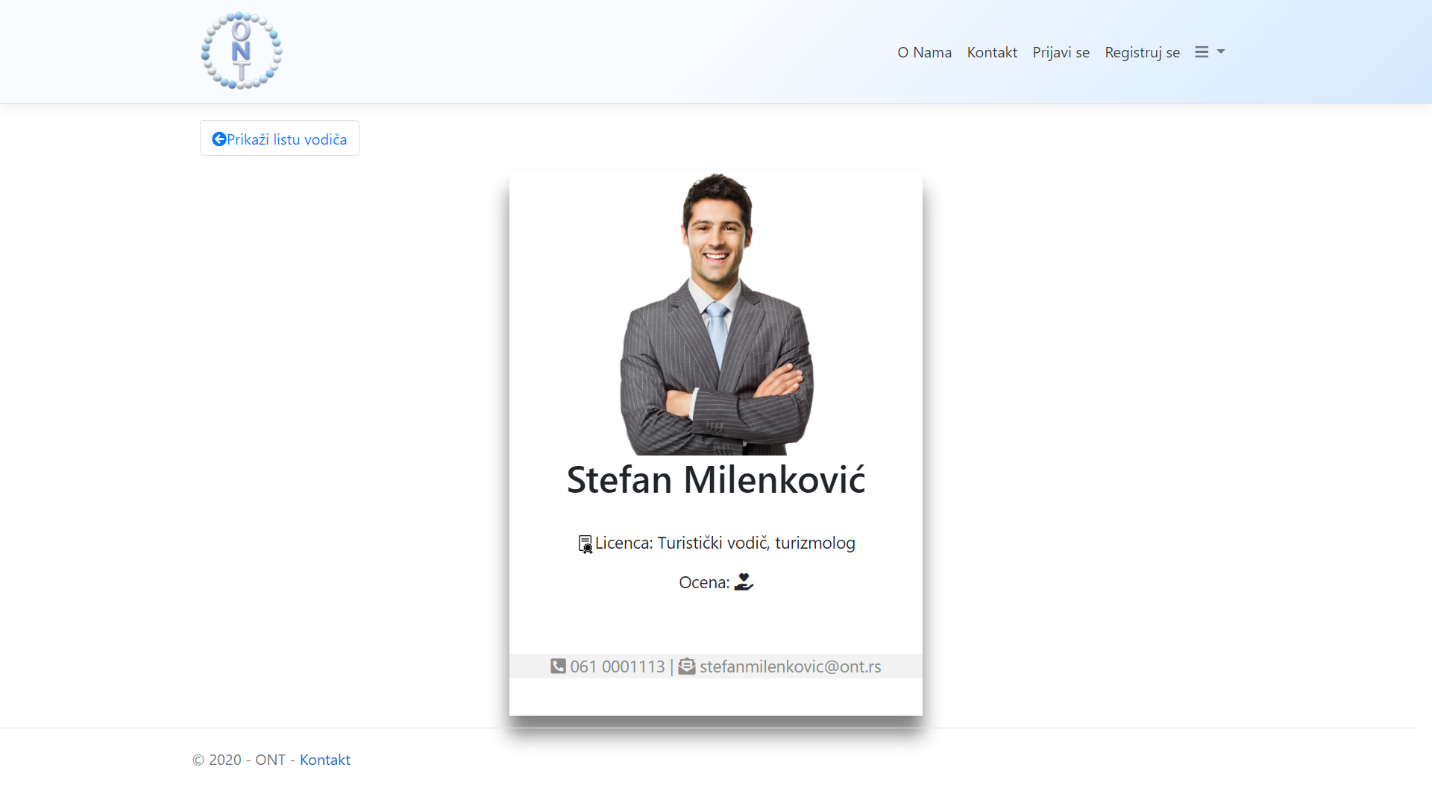 ONT
O Nama Kontakt Prijavi se Registruj se
Prikaži listu vodiča
Stefan Milenković
Licenca: Turistički vodič, turizmolog
Ocena:
061 0001113 | stefanmilenkovic@ont.rs
© 2020 - ONT - Kontakt